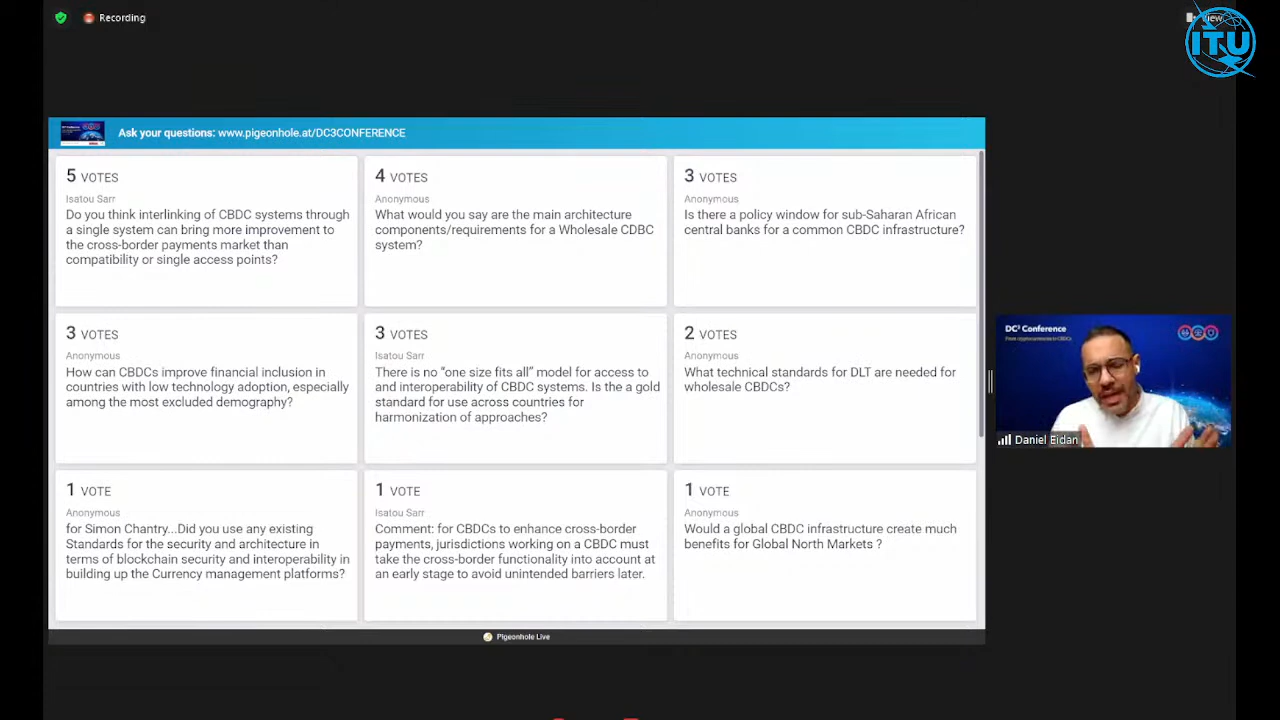 Recording
View
ITU
Ask your questions: www.pigeonhole.at/DC3CONFERENCE
5 VOTES
Isatou Sarr
Do you think interlinking of CBDC systems through
a single system can bring more improvement to
the cross-border payments market than
compatibility or single access points?
4 VOTES
Anonymous
What would you say are the main architecture
components/requirements for a Wholesale CDBC
system?
3 VOTES
Anonymous
Is there a policy window for sub-Saharan African
central banks for a common CBDC infrastructure?
3 VOTES
Anonymous
How can CBDCs improve financial inclusion in
countries with low technology adoption, especially
among the most excluded demography?
3 VOTES
Isatou Sarr
There is no “one size fits all” model for access to
and interoperability of CBDC systems. Is the a gold
standard for use across countries for
harmonization of approaches?
2 VOTES
Anonymous
What technical standards for DLT are needed for
wholesale CBDCs?
1 VOTE
Anonymous
for Simon Chantry...Did you use any existing
Standards for the security and architecture in
terms of blockchain security and interoperability in
building up the Currency management platforms?
1 VOTE
Isatou Sarr
Comment: for CBDCs to enhance cross-border
payments, jurisdictions working on a CBDC must
take the cross-border functionality into account at
an early stage to avoid unintended barriers later.
1 VOTE
Anonymous
Would a global CBDC infrastructure create much
benefits for Global North Markets ?
Pigeonhole Live
DC³ Conference
From cryptocurrencies to CBDCs
Daniel Eidan